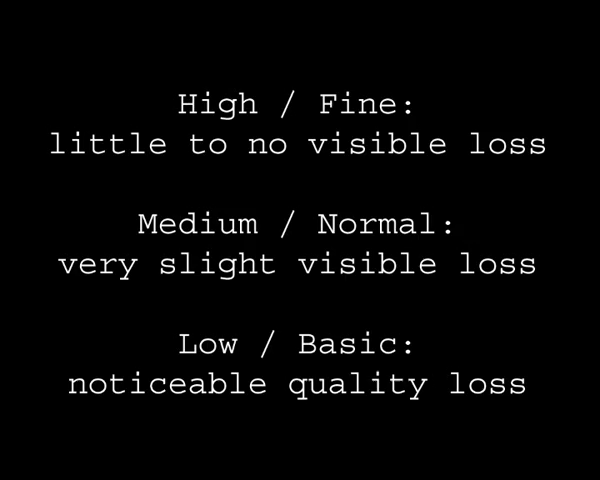 High / Fine:
little to no visible loss
Medium / Normal:
very slight visible loss
Low / Basic:
noticeable quality loss